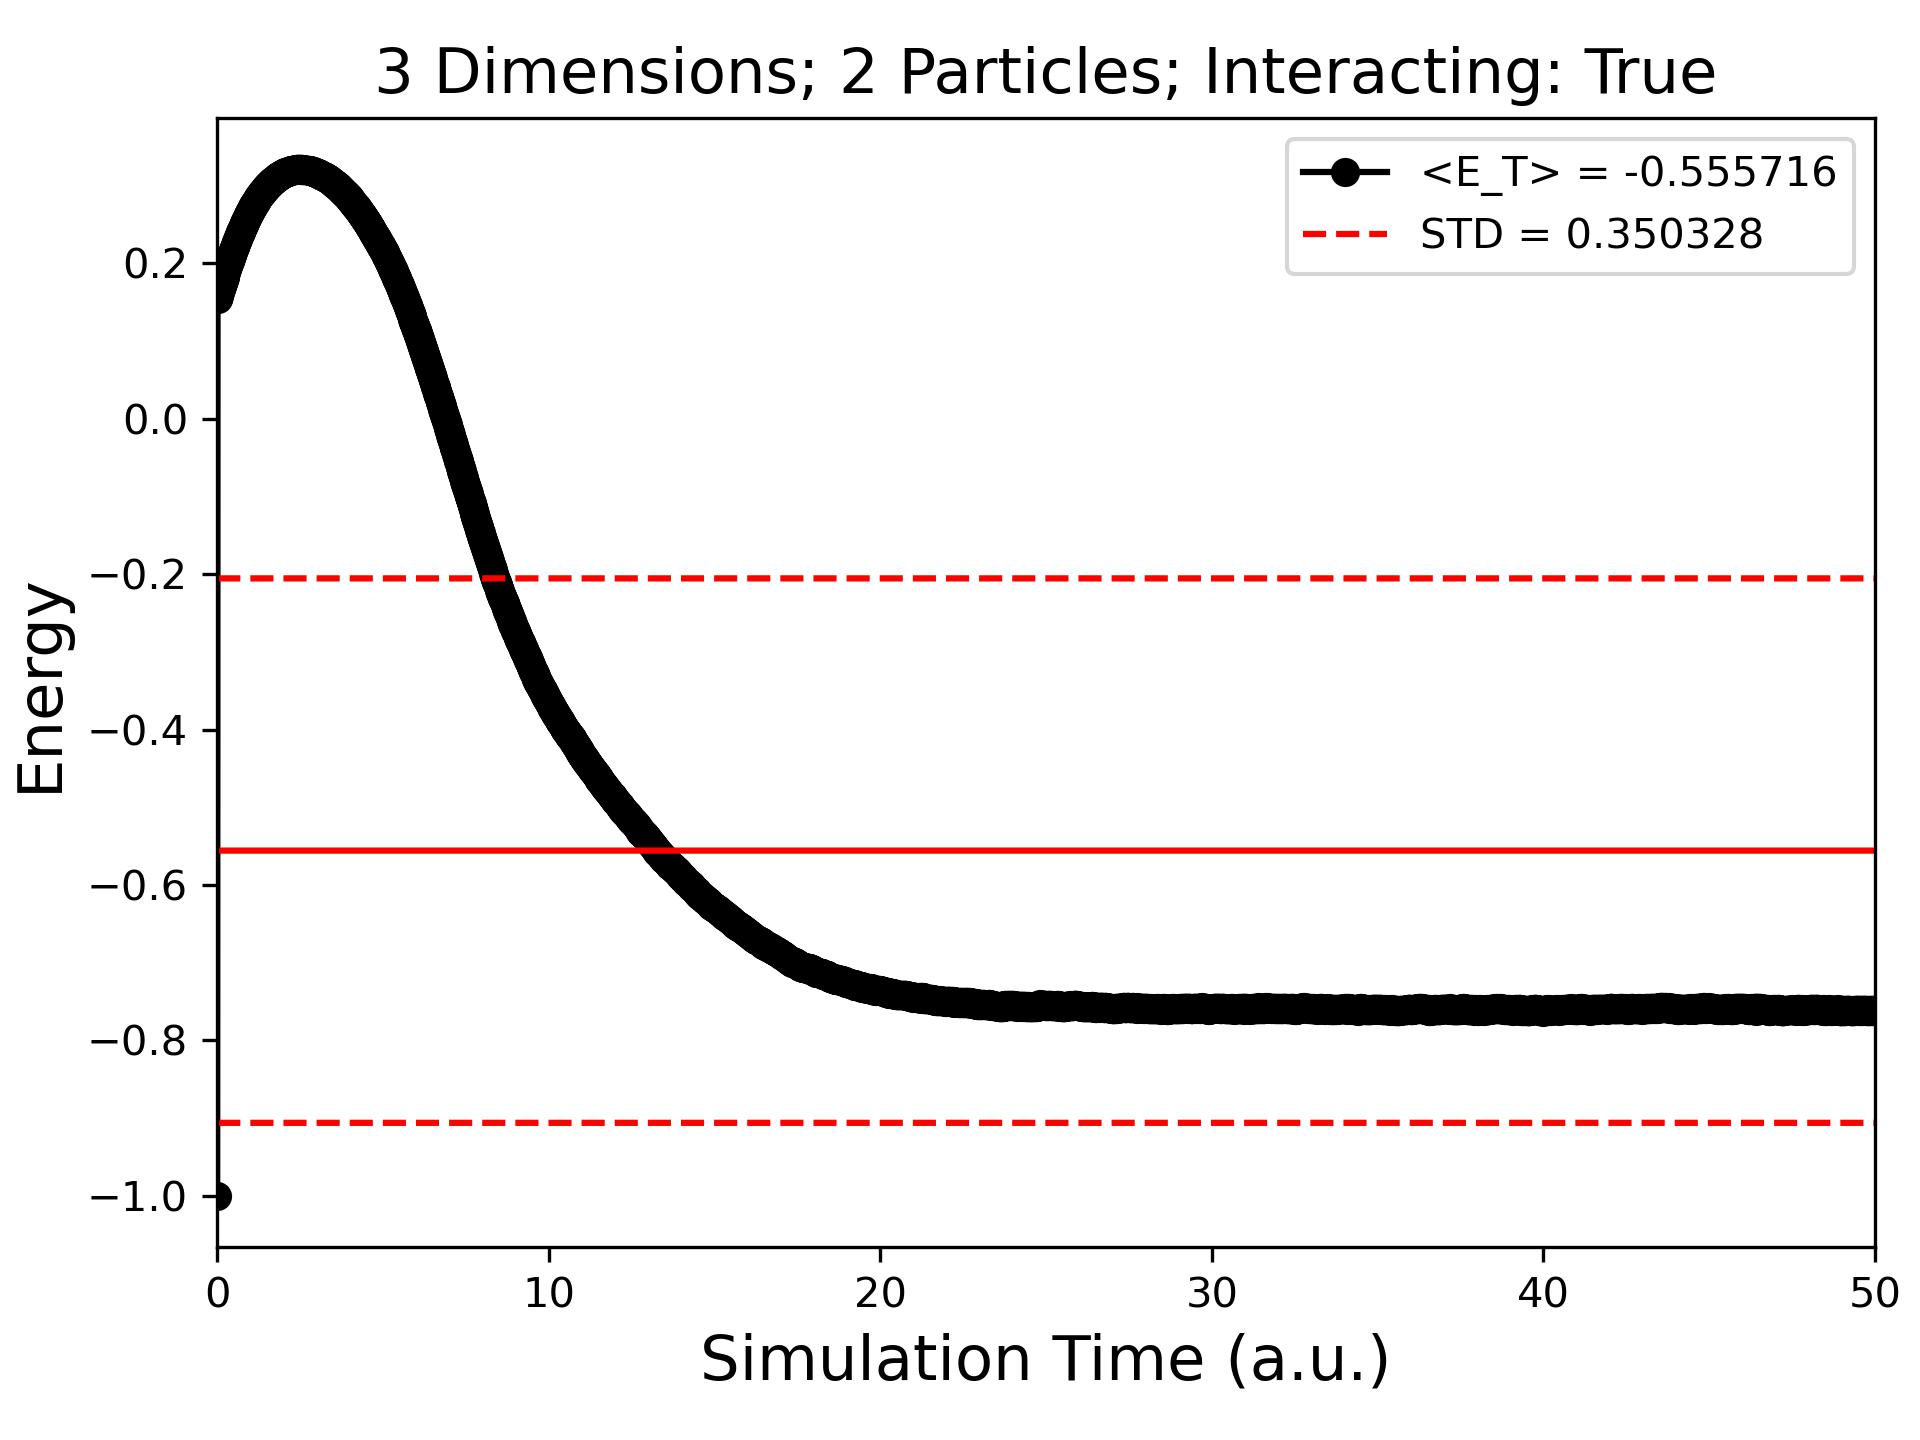 3 Dimensions; 2 Particles; Interacting: True
<E_T> = -0.555716
STD = 0.350328
Energy
0.2
0.0
−0.2
−0.4
−0.6
−0.8
−1.0
0 10 20 30 40 50
Simulation Time (a.u.)